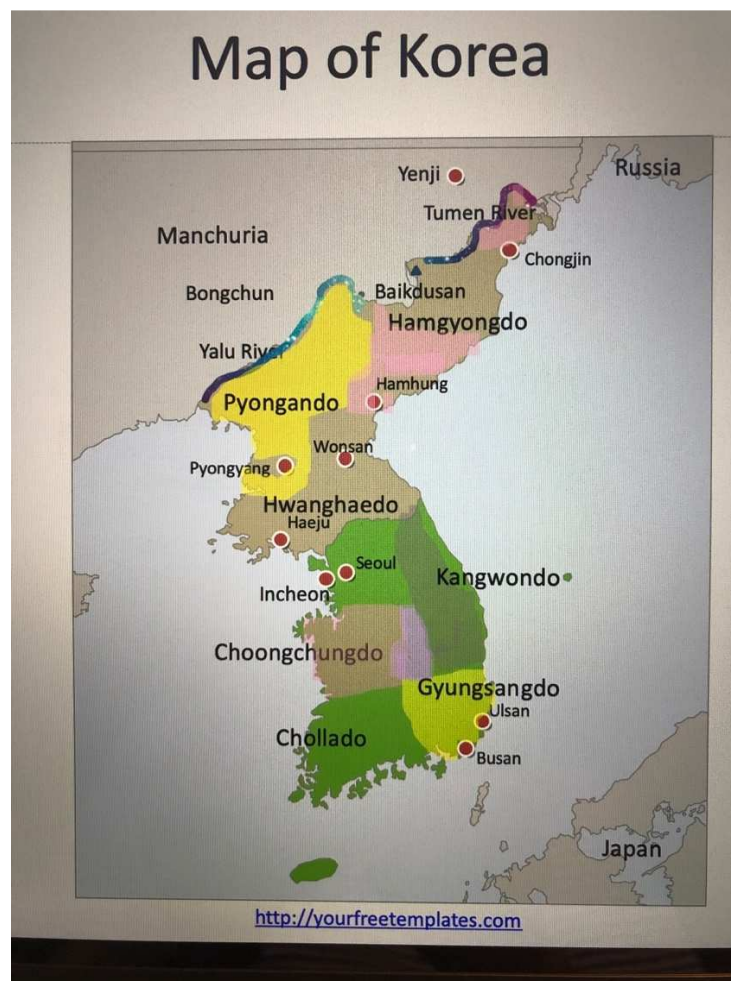 Map of Korea
Yenji
Russia
Tumen River
Manchuria
Chongjin
Bongchun
Baikdusan
Hamgyongdo
Yalu River
Hamhung
Pyongando
Wonsan
Pyongyang
Hwanghaedo
Haeju
Seoul
Kangwondo
Incheon
Choongchungdo
Gyungsangdo
Ulsan
Chollado
Busan
Japan
http://yourfreetemplates.com